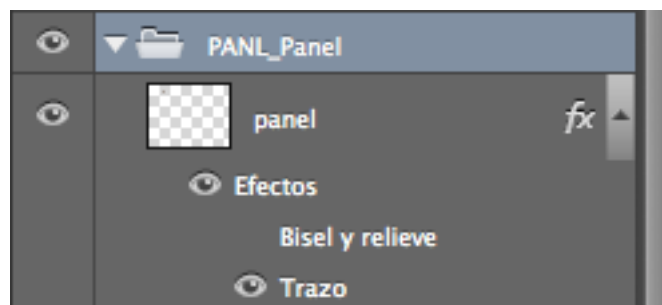 PANL_Panel
panel fx
Efectos
Bisel y relieve
Trazo